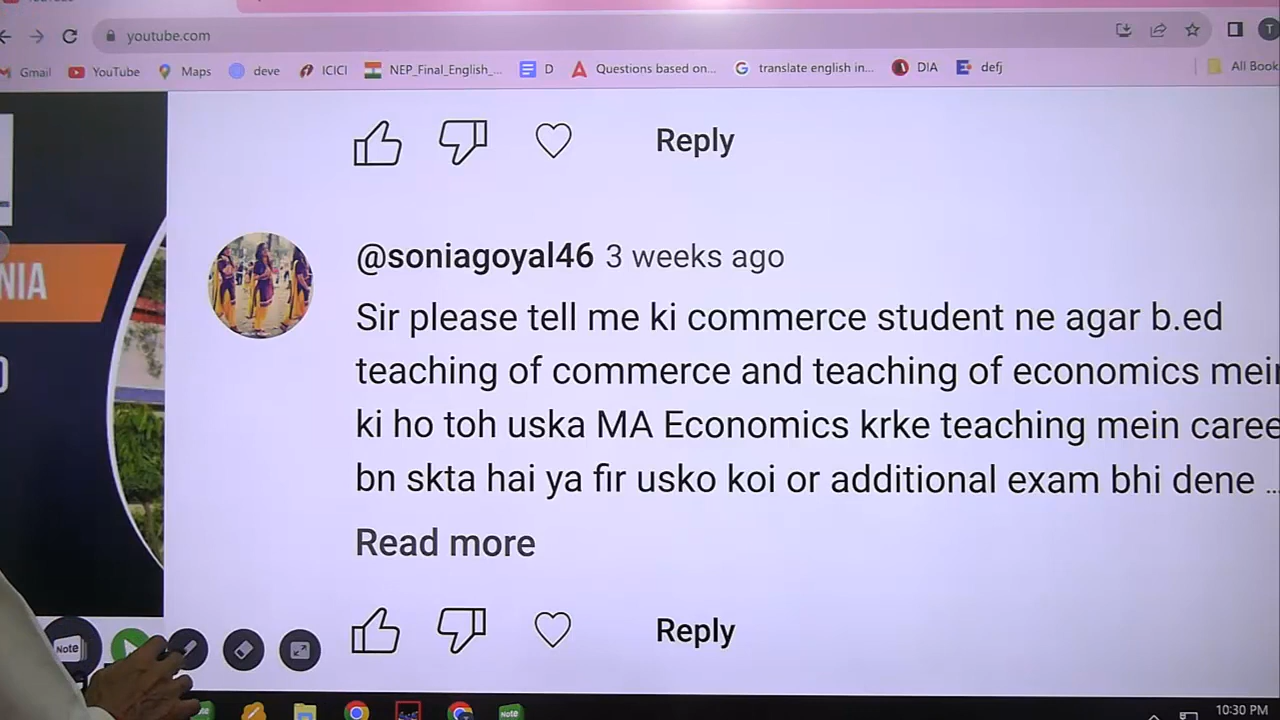 youtube.com
Gmail
YouTube
Maps
deve
ICICI
NEP_Final_English_...
D
Questions based on...
translate english in...
DIA
defj
All Book
Reply
NIA
@soniagoyal46 3 weeks ago
Sir please tell me ki commerce student ne agar b.ed
teaching of commerce and teaching of economics mein
ki ho toh uska MA Economics krke teaching mein caree
bn skta hai ya fir usko koi or additional exam bhi dene ...
Read more
Note
Reply
Note
10:30 PM